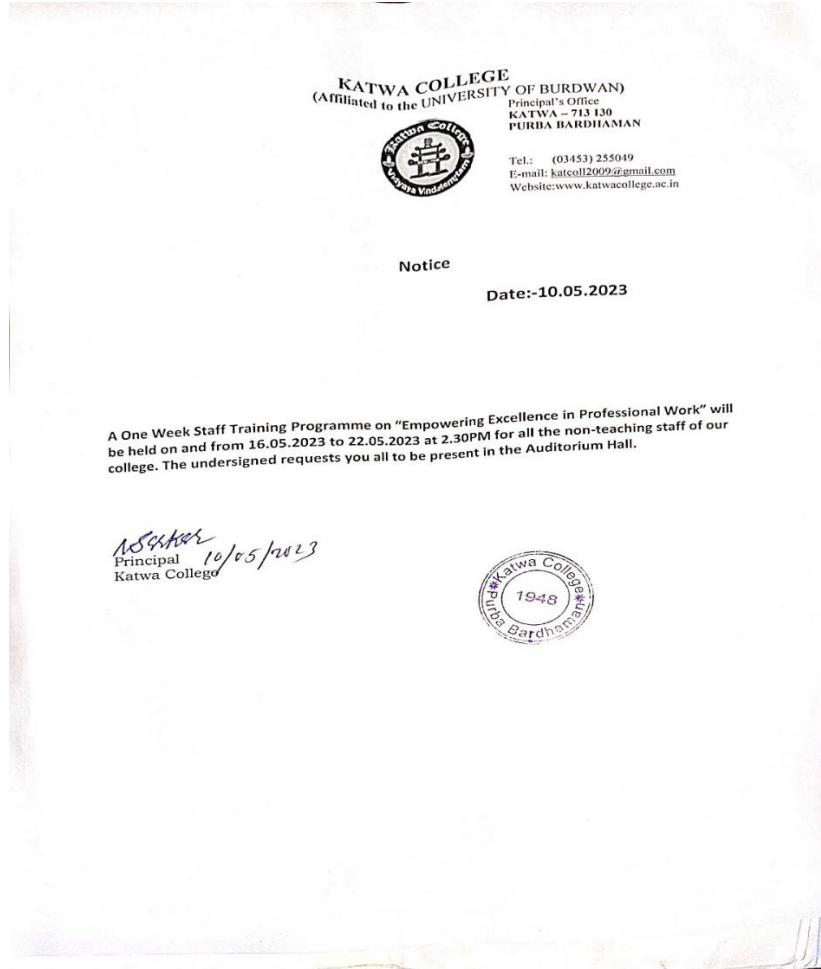 KATWA COLLEGE
(Affiliated to the UNIVERSITY OF BURDWAN)
Principal's Office
KATWA – 713 130
PURBA BARDHAMAN
Katwa College
Vidyaya Vindatemrtam
Tel.: (03453) 255049
E-mail: katcoll2009@gmail.com
Website:www.katwacollege.ac.in
Notice
Date:-10.05.2023
A One Week Staff Training Programme on “Empowering Excellence in Professional Work” will
be held on and from 16.05.2023 to 22.05.2023 at 2.30PM for all the non-teaching staff of our
college. The undersigned requests you all to be present in the Auditorium Hall.
Principal 10/05/2023
Katwa College
Katwa College
1948
Purba Bardhaman